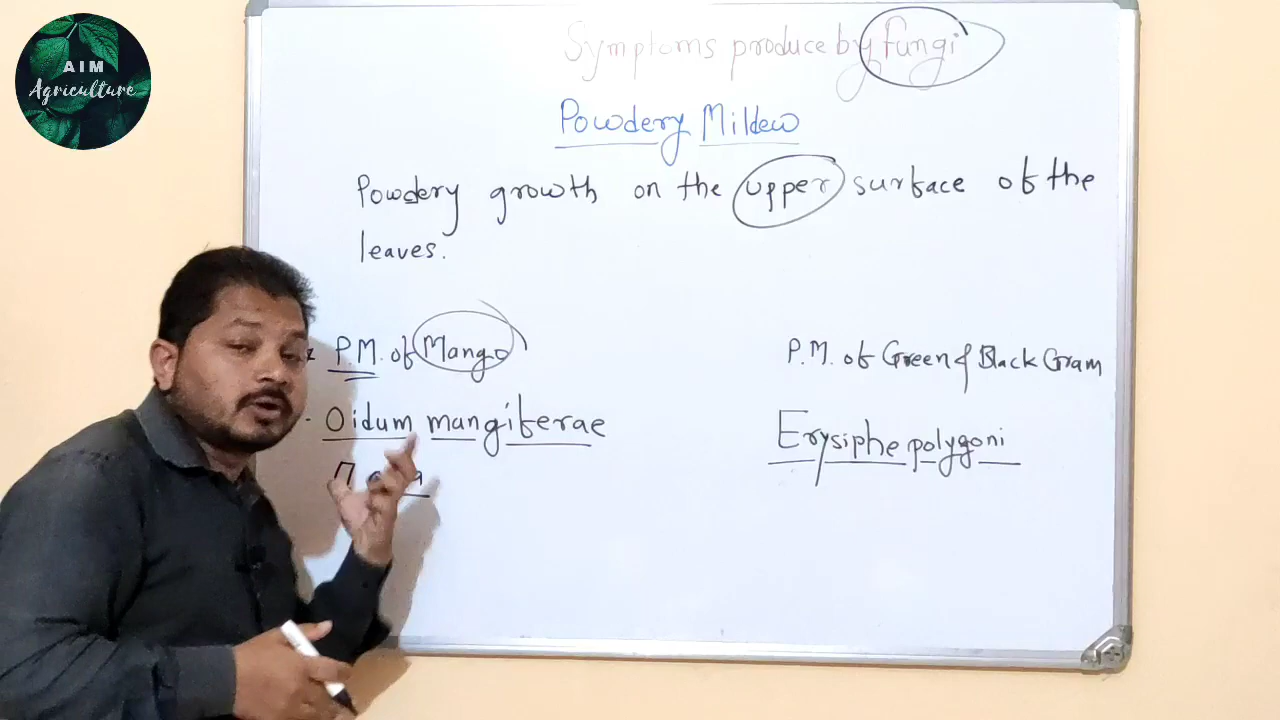 AIM
Agriculture
Symptoms produce by fungi
Powdery Mildew
Powdery growth on the upper surface of the
leaves.
P.M. of Mango
Oidum mangiferae
P.M. of Green & Black Gram
Erysiphe polygoni